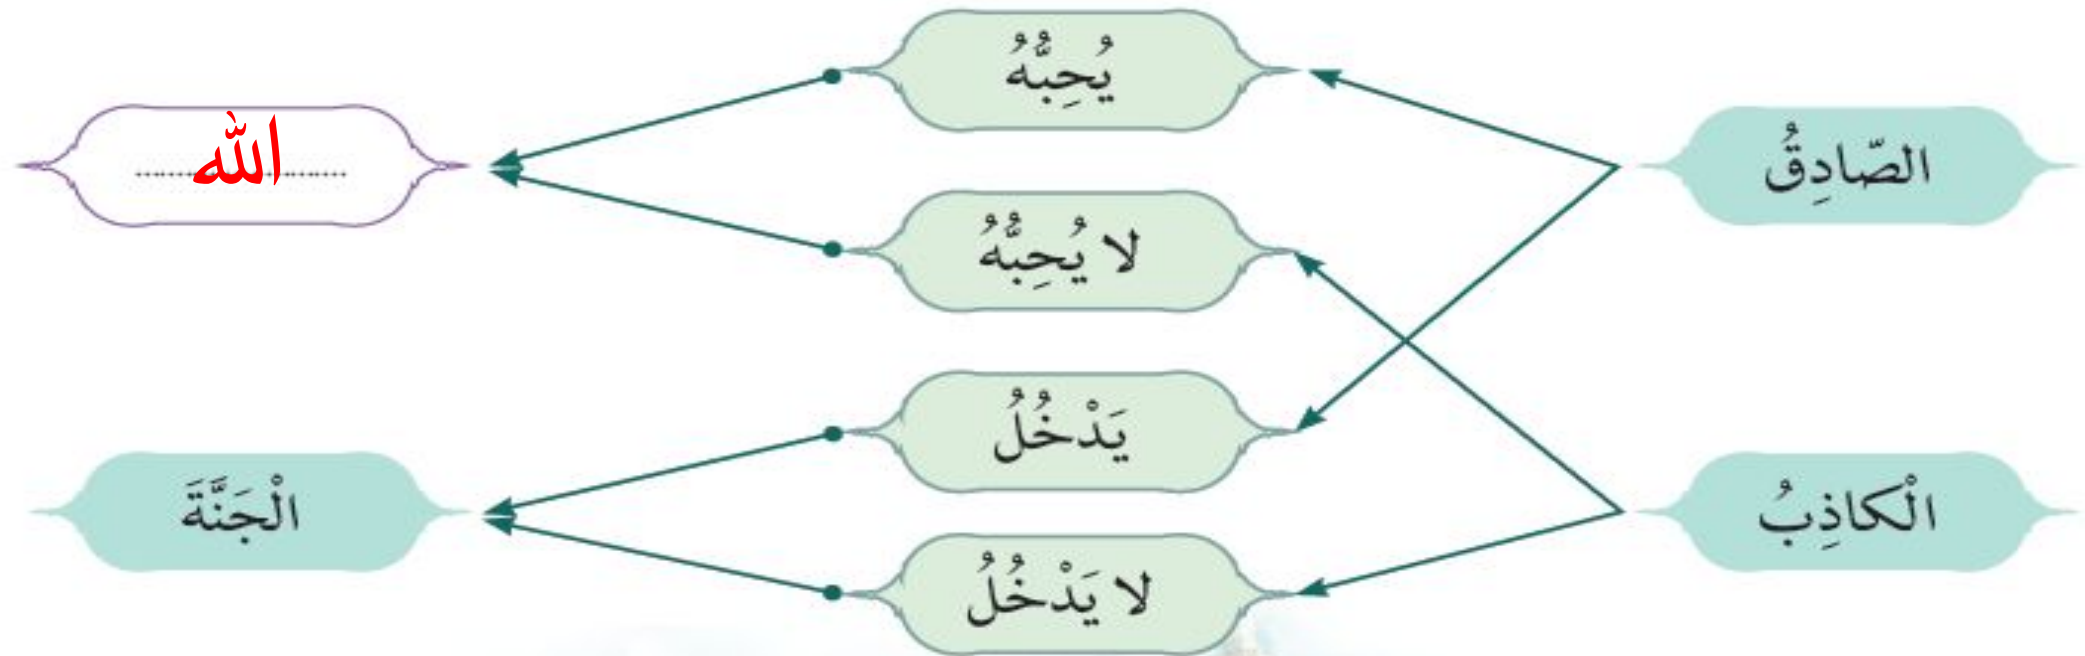 الصّادِقُ
الْكاذِبُ
يُحِبُّهُ
لا يُحِبُّهُ
يَدْخُلُ
لا يَدْخُلُ
الله
الْجَنَّةَ